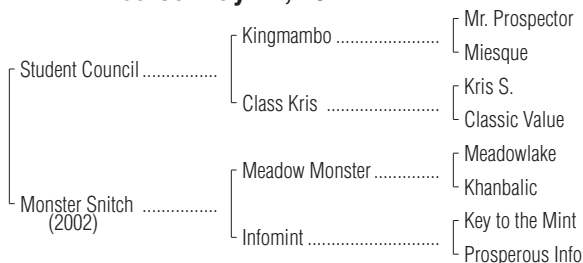 Mr. Prospector
Kingmambo ......................
Miesque
Student Council ...............
Kris S.
Class Kris ........................
Classic Value
Meadowlake
Meadow Monster ..............
Khanbalic
Monster Snitch ...............
(2002)
Key to the Mint
Infomint ............................
Prosperous Info